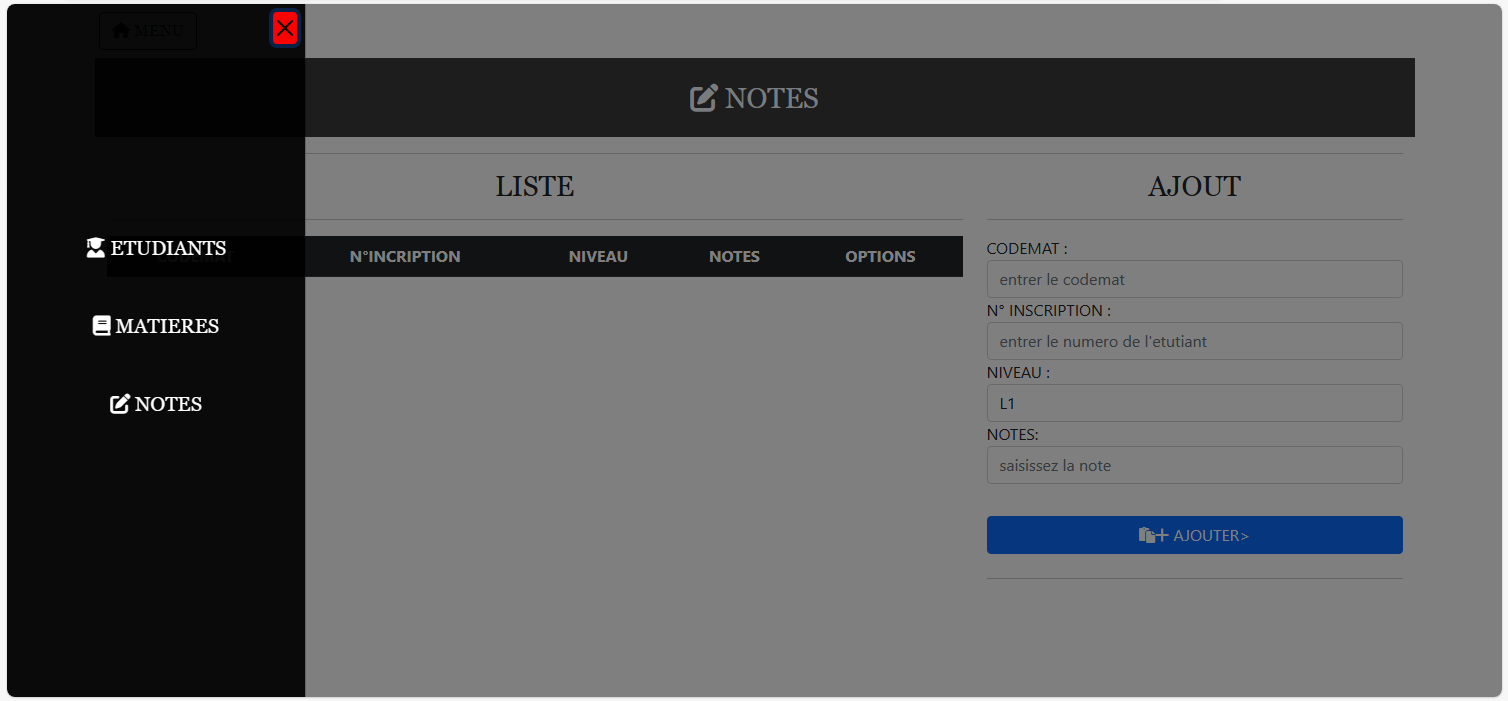 MENU
NOTES
LISTE
AJOUT
ETUDIANTS
N°INCRIPTION NIVEAU NOTES OPTIONS
MATIERES
NOTES
CODEMAT :
entrer le codemat
N° INSCRIPTION :
entrer le numero de l'etutiant
NIVEAU :
L1
NOTES:
saisissez la note
AJOUTER>